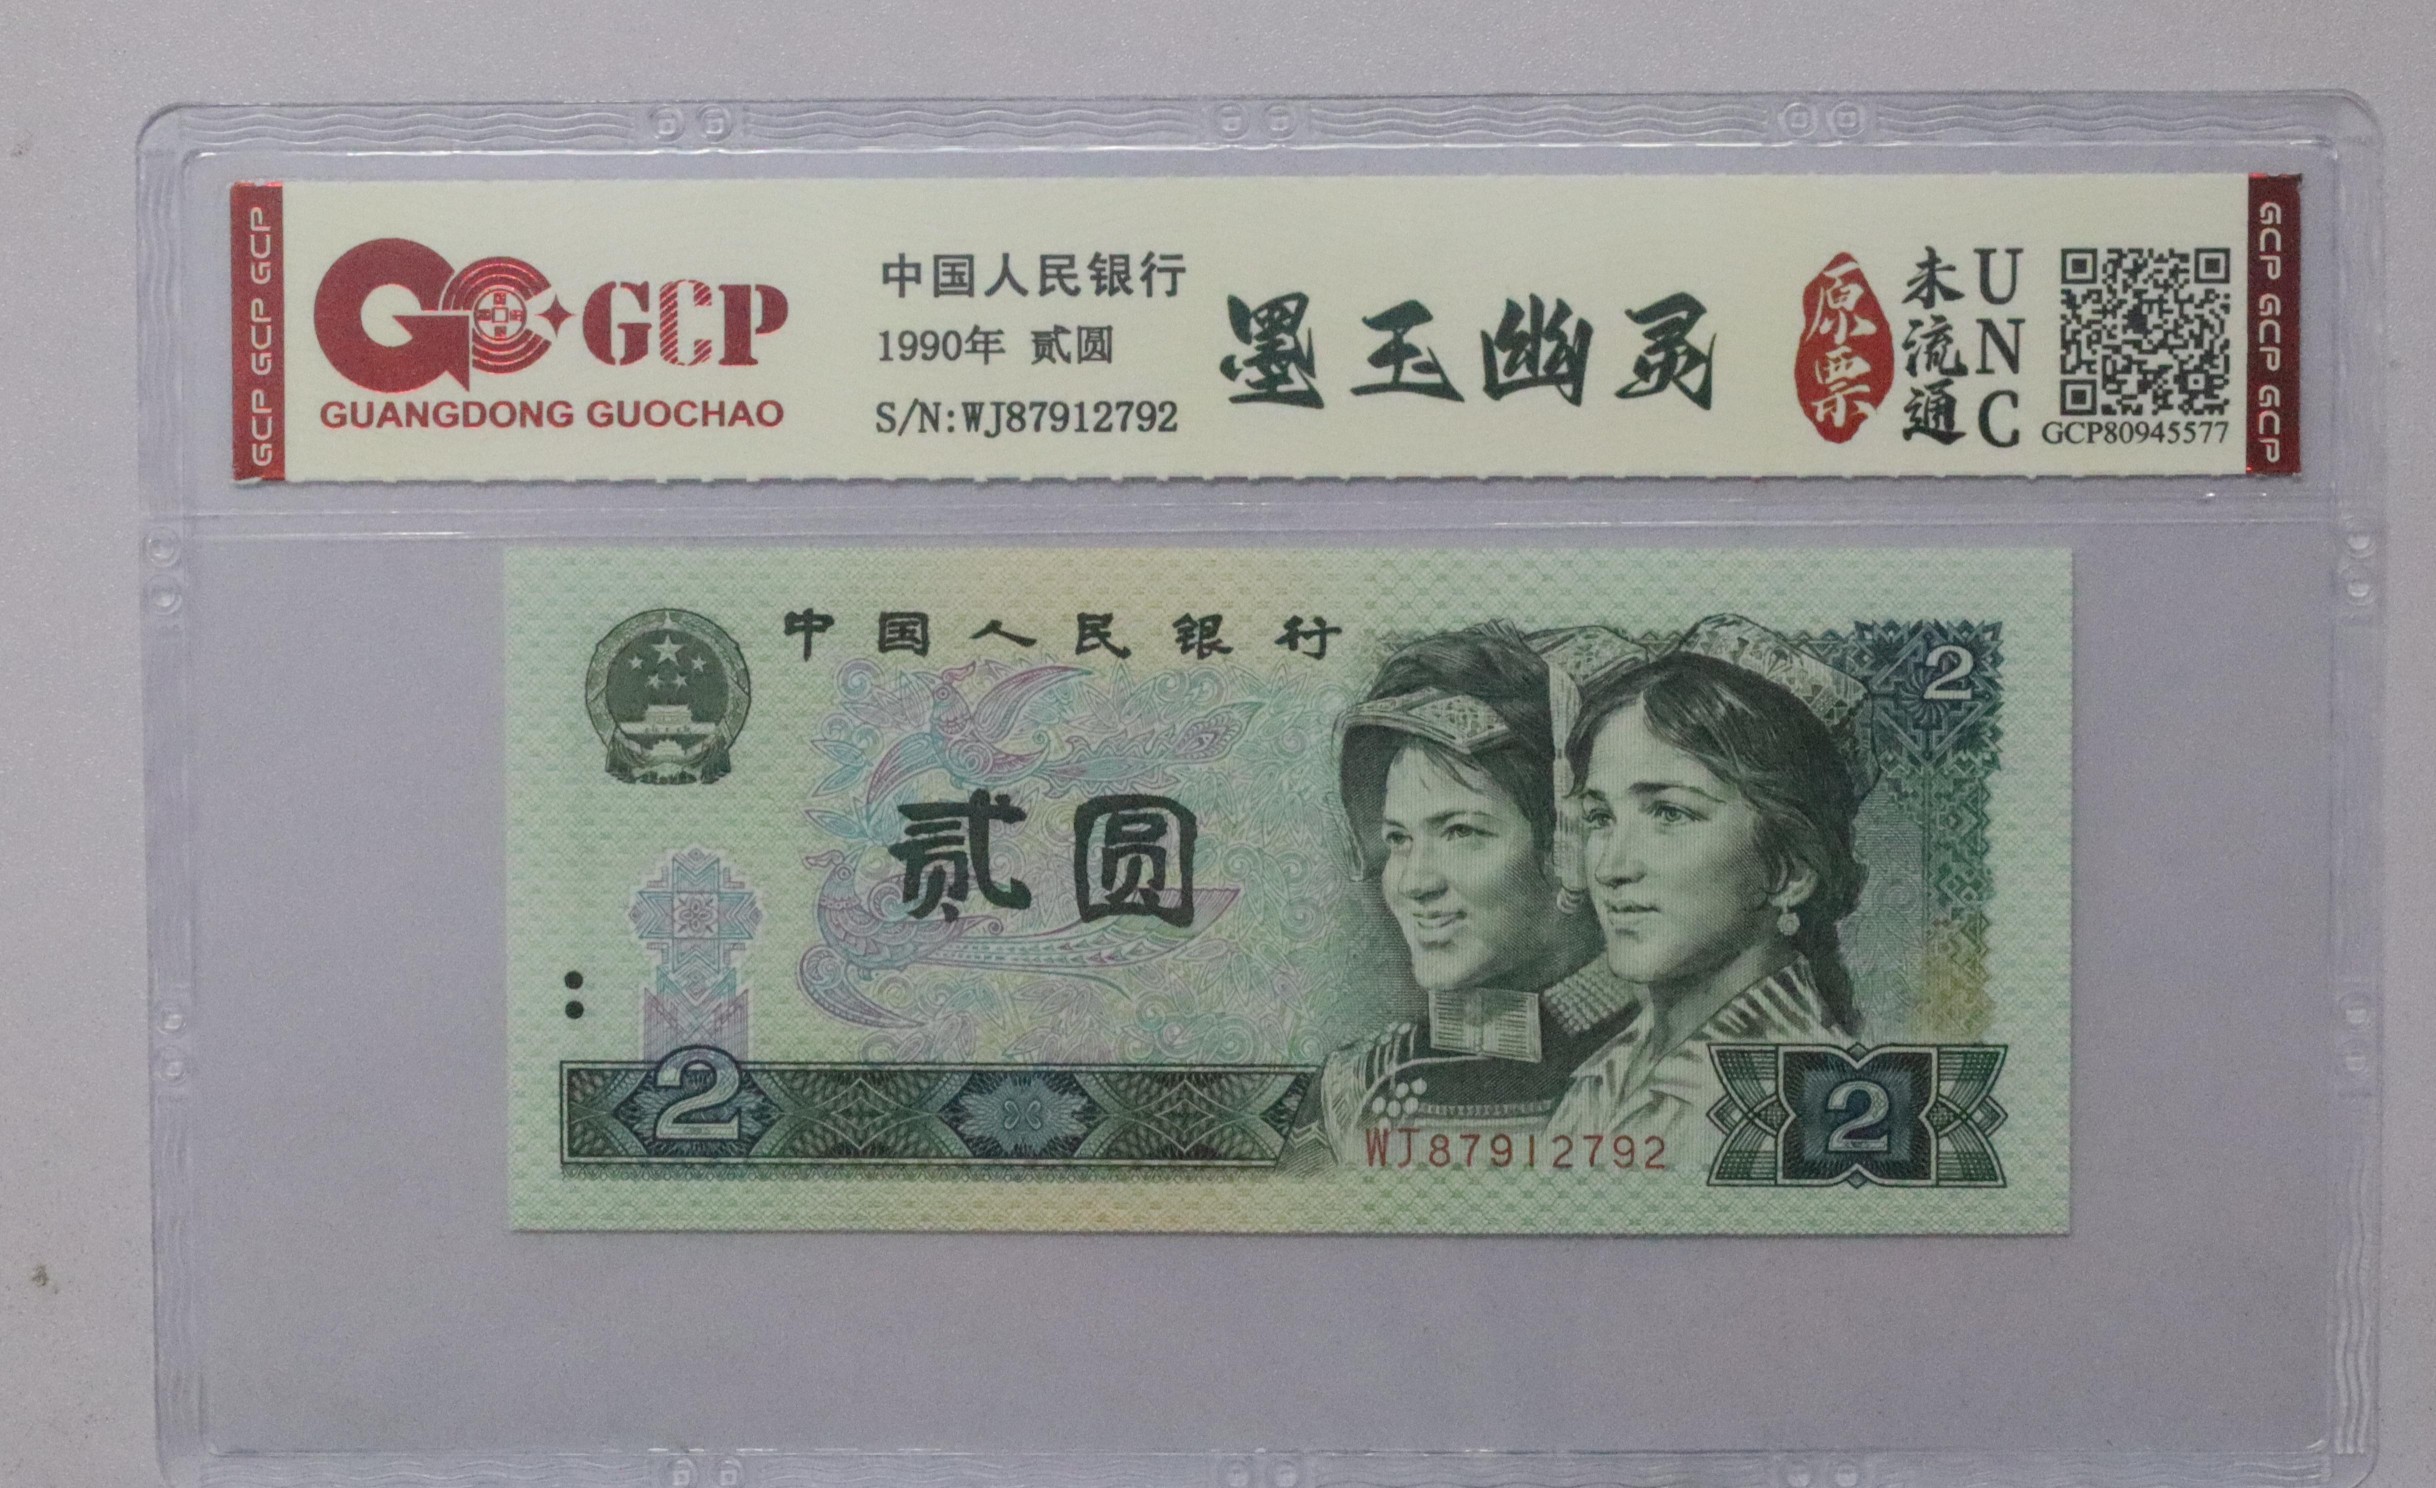 GCP GCP GCP
GCP
GUANGDONG GUOCHAO
中国人民银行
1990年 贰圆
S/N:WJ87912792
墨玉幽灵
原票
未流通
UNC
GCP80945577
GCP GCP GCP
中国人民银行
2
贰圆
2
WJ87912792
2